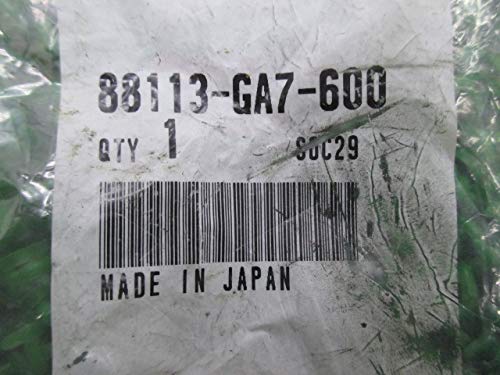 88113-GA7-600
QTY 1 S0C29
MADE IN JAPAN